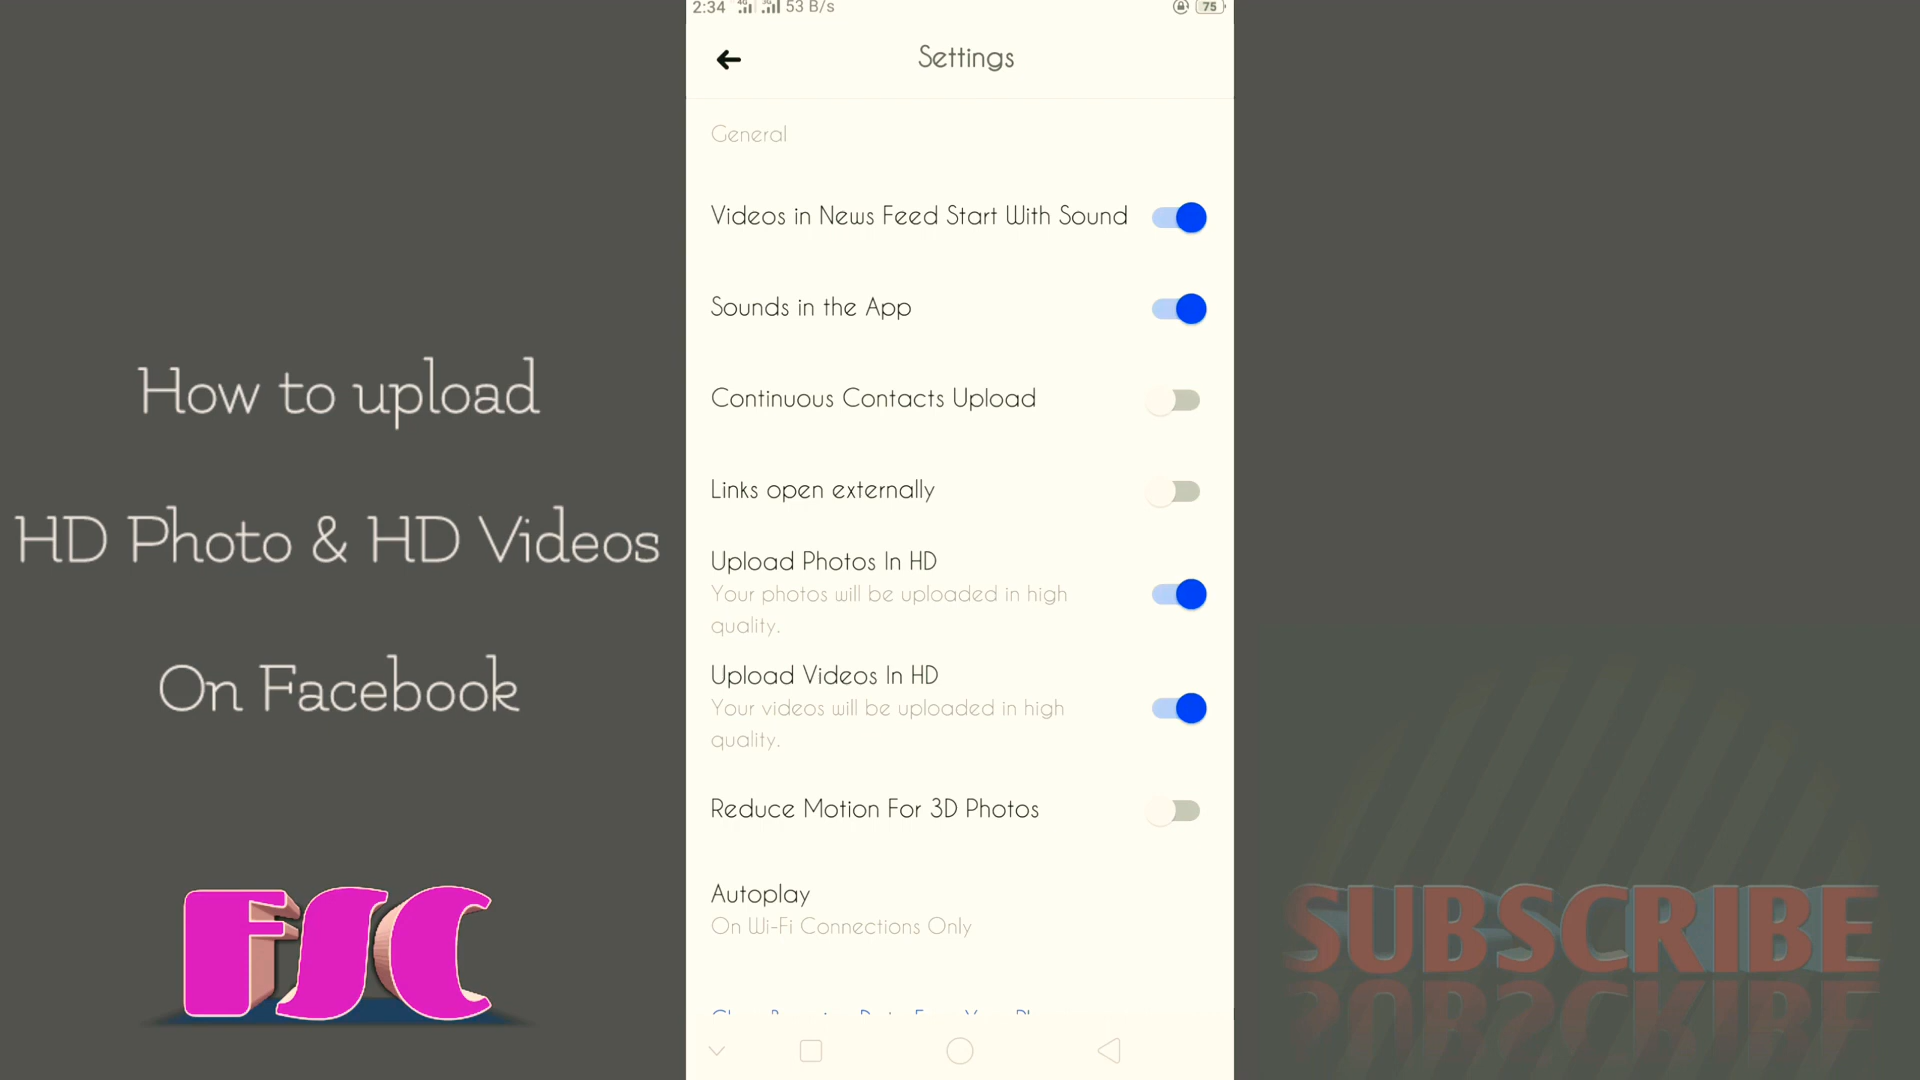 2:34 4G 3G 53 B/s 75
Settings
General
Videos in News Feed Start With Sound
Sounds in the App
Continuous Contacts Upload
Links open externally
Upload Photos In HD
Your photos will be uploaded in high
quality.
Upload Videos In HD
Your videos will be uploaded in high
quality.
Reduce Motion For 3D Photos
Autoplay
On Wi-Fi Connections Only
How to upload
HD Photo & HD Videos
On Facebook
FSC
SUBSCRIBE